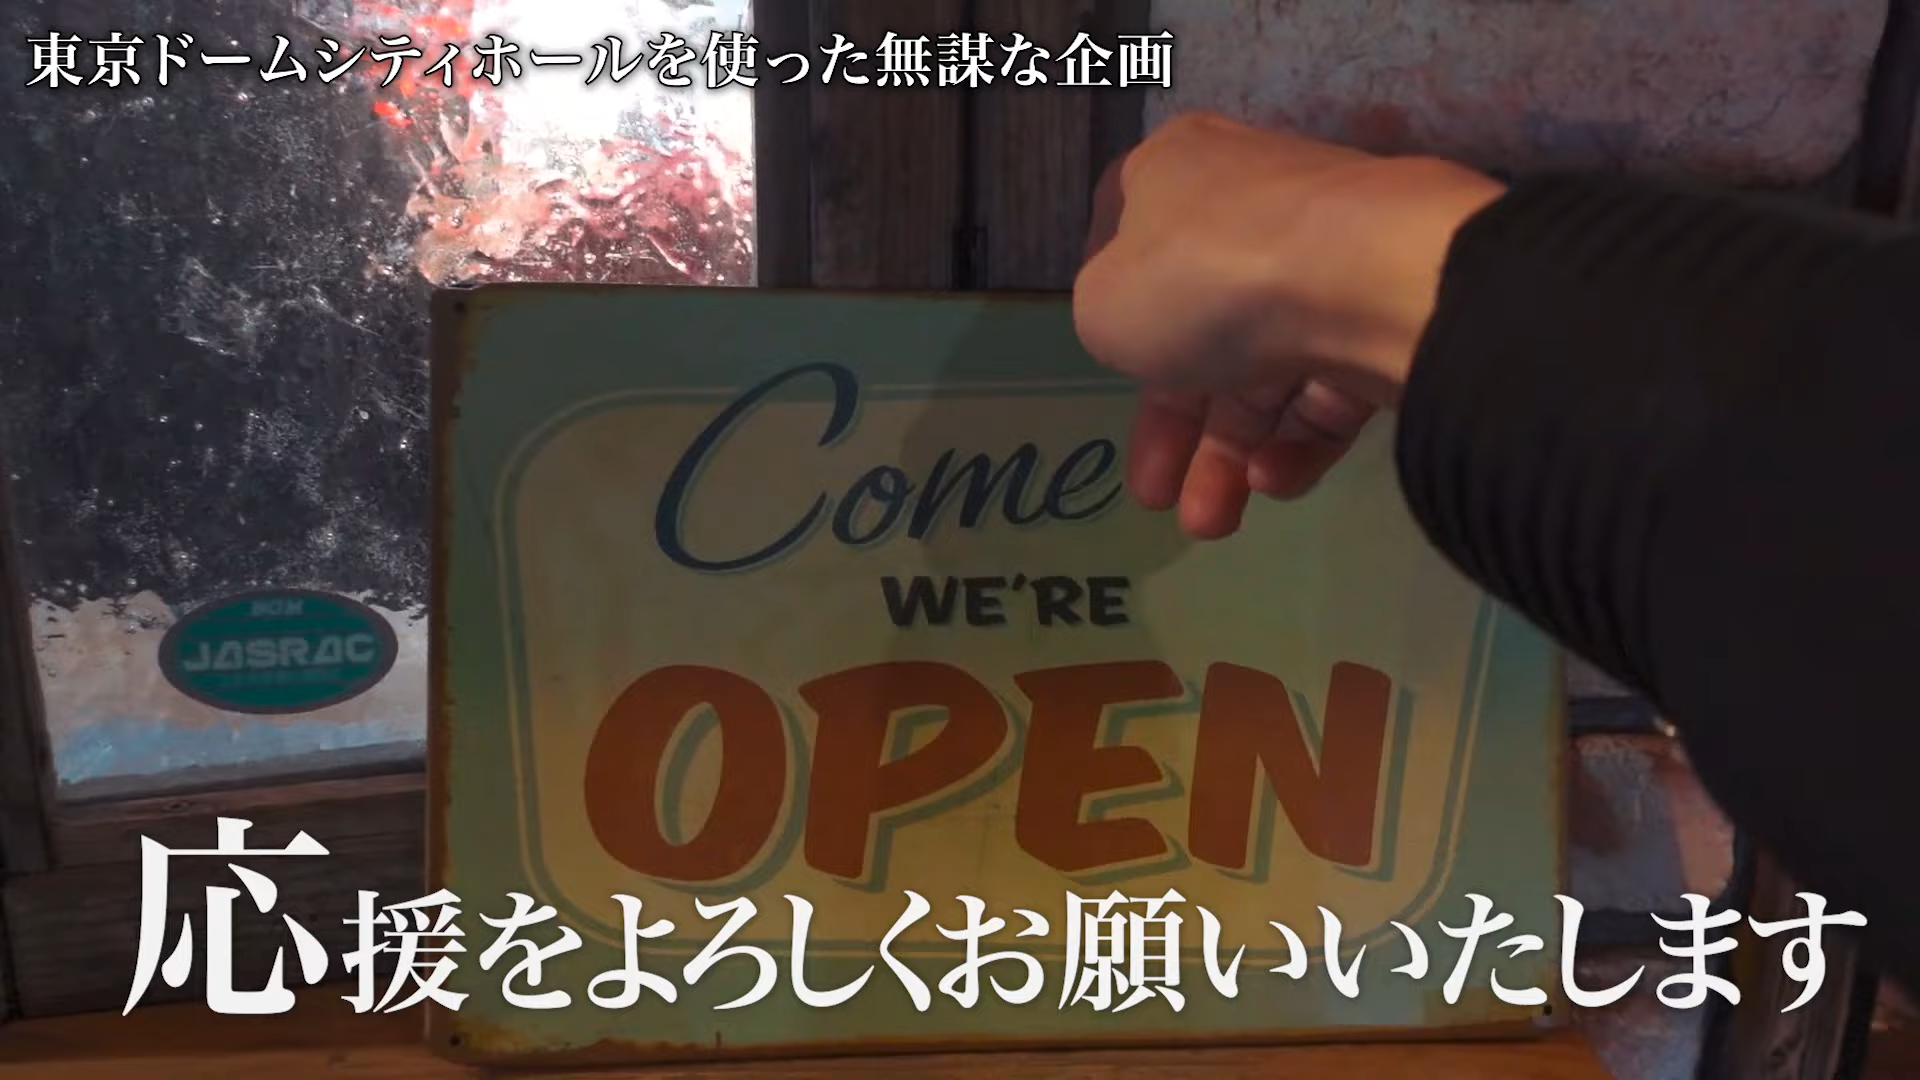 東京ドームシティホールを使った無謀な企画
Come
WE'RE
OPEN
BGM
JASRAC
応援をよろしくお願いいたします